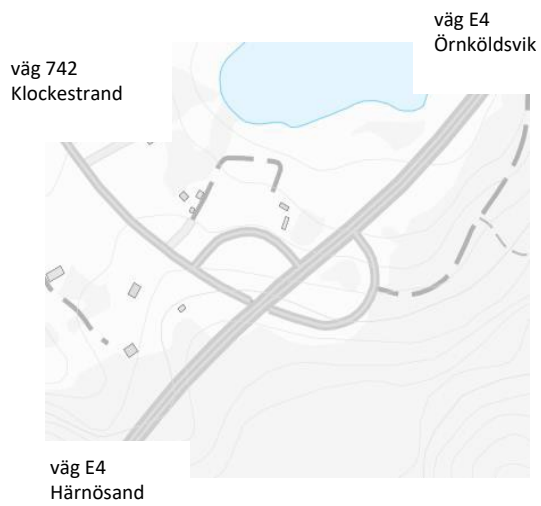 väg E4
Örnköldsvik
väg 742
Klockestrand
väg E4
Härnösand